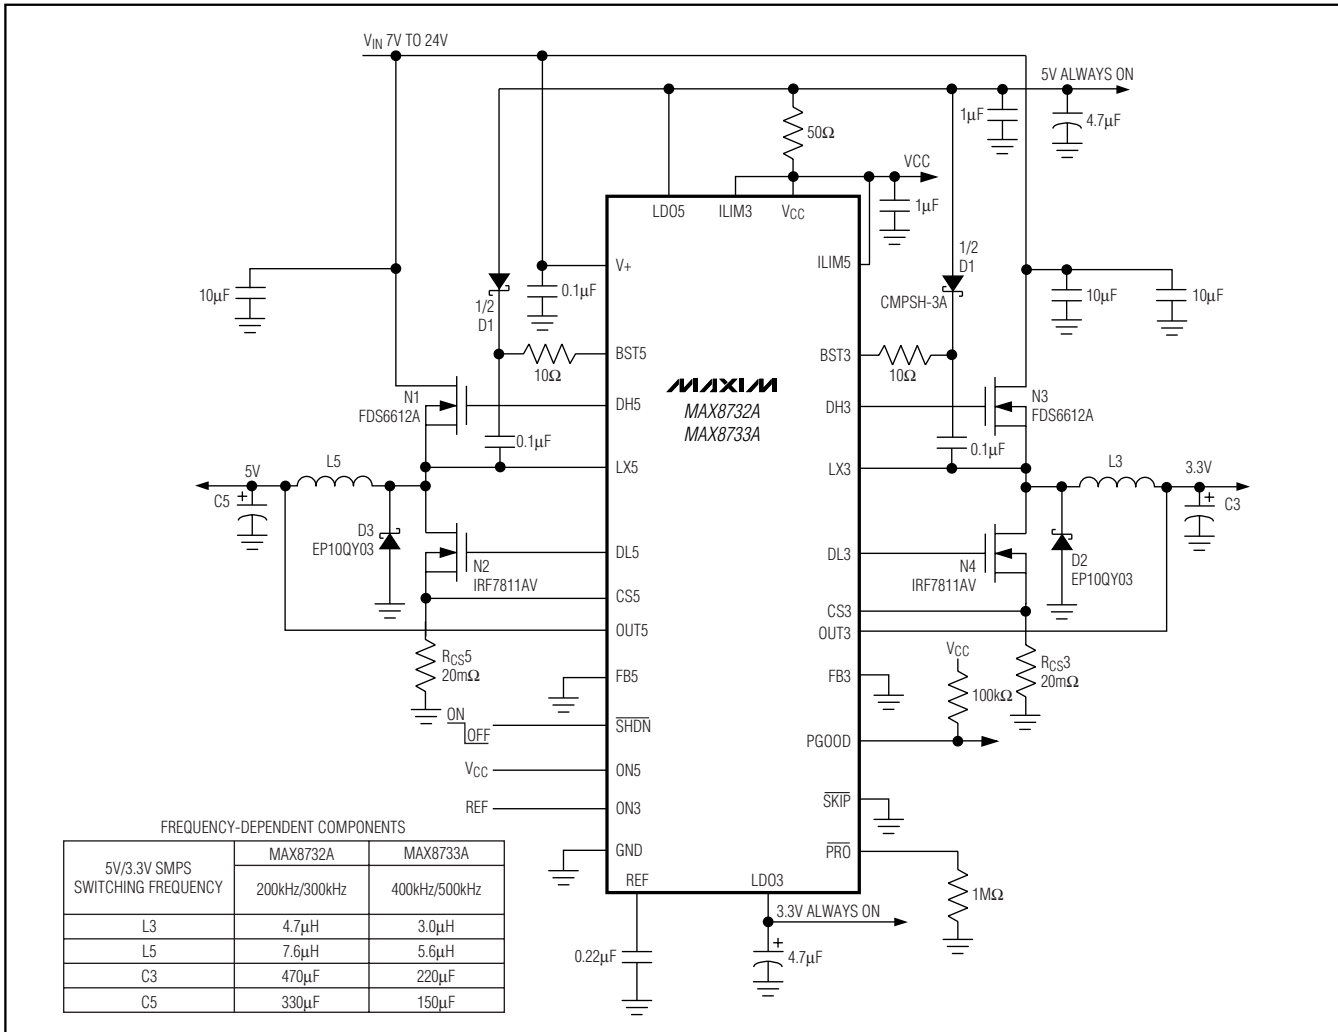 VIN 7V TO 24V
5V ALWAYS ON
1μF
4.7μF
50Ω
VCC
1μF
LDO5
ILIM3
VCC
V+
ILIM5
1/2
D1
CMPSH-3A
10μF
0.1μF
1/2
D1
10μF
10μF
BST5
10Ω
BST3
10Ω
MAXIM
MAX8732A
MAX8733A
N1
FDS6612A
DH5
DH3
N3
FDS6612A
0.1μF
0.1μF
LX5
LX3
5V
L5
L3
3.3V
C5
+
+
C3
D3
EP10QY03
DL5
DL3
N2
IRF7811AV
N4
IRF7811AV
D2
EP10QY03
CS5
CS3
OUT5
OUT3
RCS5
20mΩ
VCC
RCS3
20mΩ
FB5
FB3
100kΩ
ON
OFF
SHDN
PGOOD
VCC
ON5
REF
ON3
SKIP
GND
PRO
REF
LDO3
1MΩ
3.3V ALWAYS ON
0.22μF
+
4.7μF
FREQUENCY-DEPENDENT COMPONENTS
5V/3.3V SMPS
SWITCHING FREQUENCY
MAX8732A
MAX8733A
200kHz/300kHz
400kHz/500kHz
L3 4.7μH 3.0μH
L5 7.6μH 5.6μH
C3 470μF 220μF
C5 330μF 150μF